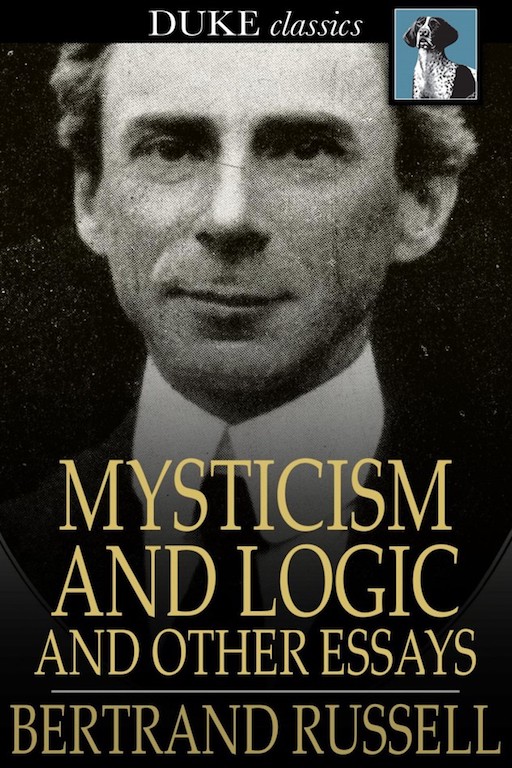 DUKE classics
MYSTICISM
AND LOGIC
AND OTHER ESSAYS
BERTRAND RUSSELL